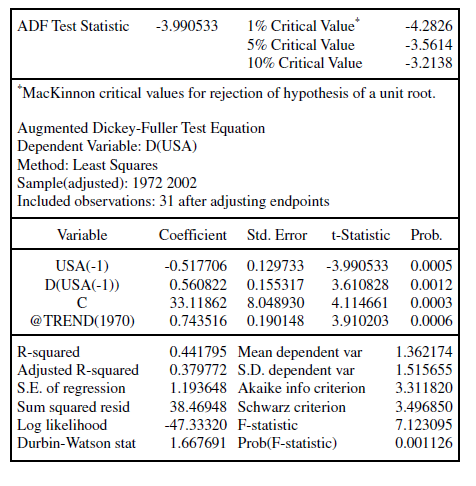 ADF Test Statistic -3.990533 1% Critical Value* -4.2826
5% Critical Value -3.5614
10% Critical Value -3.2138
*MacKinnon critical values for rejection of hypothesis of a unit root.
Augmented Dickey-Fuller Test Equation
Dependent Variable: D(USA)
Method: Least Squares
Sample(adjusted): 1972 2002
Included observations: 31 after adjusting endpoints
Variable Coefficient Std. Error t-Statistic Prob.
USA(-1) -0.517706 0.129733 -3.990533 0.0005
D(USA(-1)) 0.560822 0.155317 3.610828 0.0012
C 33.11862 8.048930 4.114661 0.0003
@TREND(1970) 0.743516 0.190148 3.910203 0.0006
R-squared 0.441795 Mean dependent var 1.362174
Adjusted R-squared 0.379772 S.D. dependent var 1.515655
S.E. of regression 1.193648 Akaike info criterion 3.311820
Sum squared resid 38.46948 Schwarz criterion 3.496850
Log likelihood -47.33320 F-statistic 7.123095
Durbin-Watson stat 1.667691 Prob(F-statistic) 0.001126